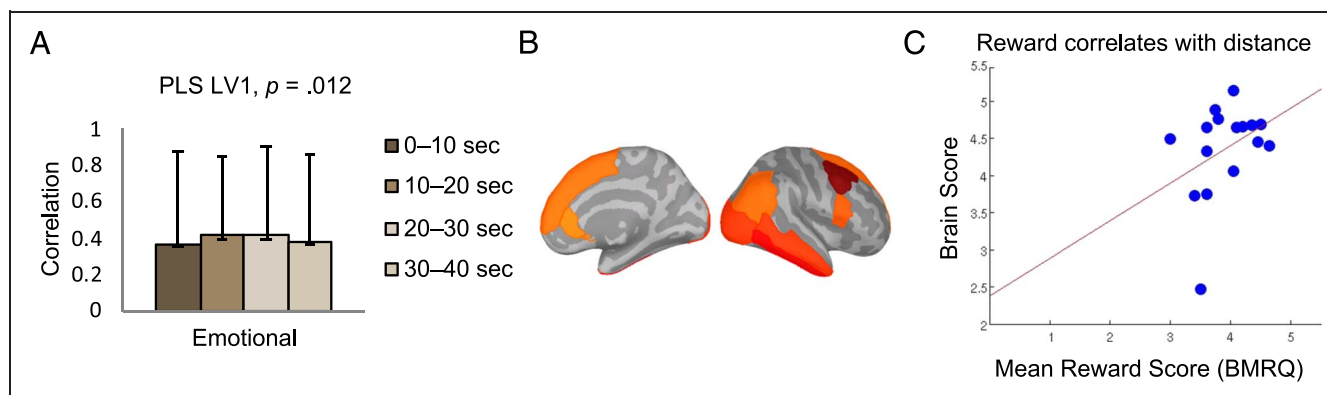 A
PLS LV1, p = .012
Correlation
1
0.8
0.6
0.4
0.2
0
Emotional
0–10 sec
10–20 sec
20–30 sec
30–40 sec
B
C
Reward correlates with distance
Brain Score
5.5
5
4.5
4
3.5
3
2.5
2
1 2 3 4 5
Mean Reward Score (BMRQ)